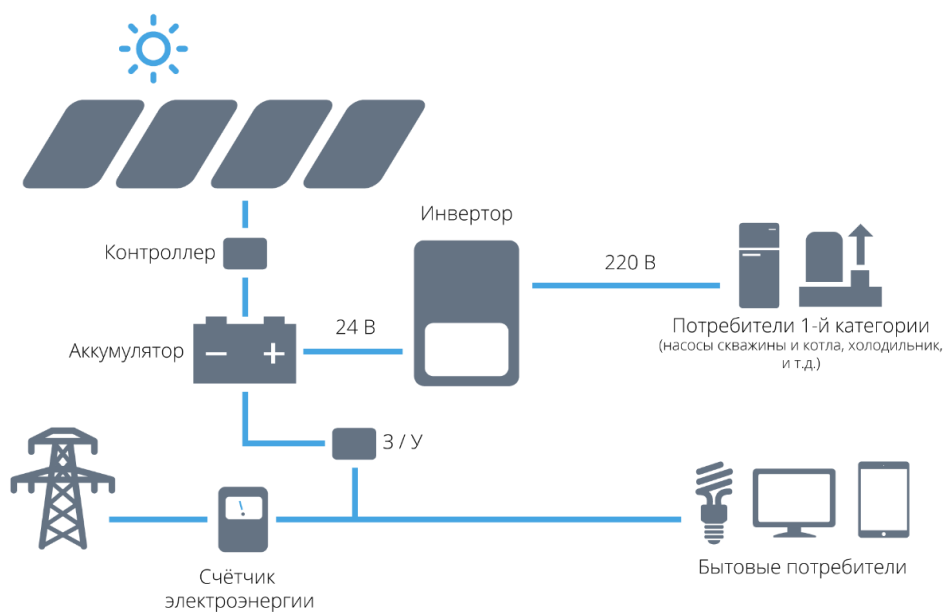 Инвертор
Контроллер
220 В
24 В
Аккумулятор
Потребители 1-й категории
(насосы скважины и котла, холодильник,
и т.д.)
З / У
Счётчик
электроэнергии
Бытовые потребители